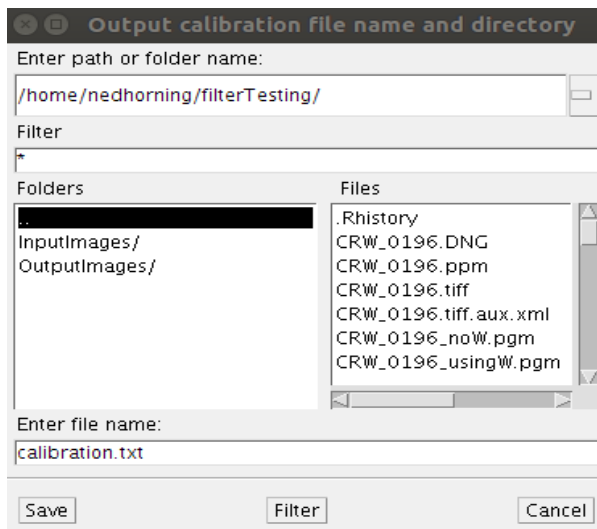 Output calibration file name and directory
Enter path or folder name:
/home/nedhorning/filterTesting/
Filter
*
Folders
..
InputImages/
OutputImages/
Files
.Rhistory
CRW_0196.DNG
CRW_0196.ppm
CRW_0196.tiff
CRW_0196.tiff.aux.xml
CRW_0196_noW.pgm
CRW_0196_usingW.pgm
Enter file name:
calibration.txt
Save
Filter
Cancel